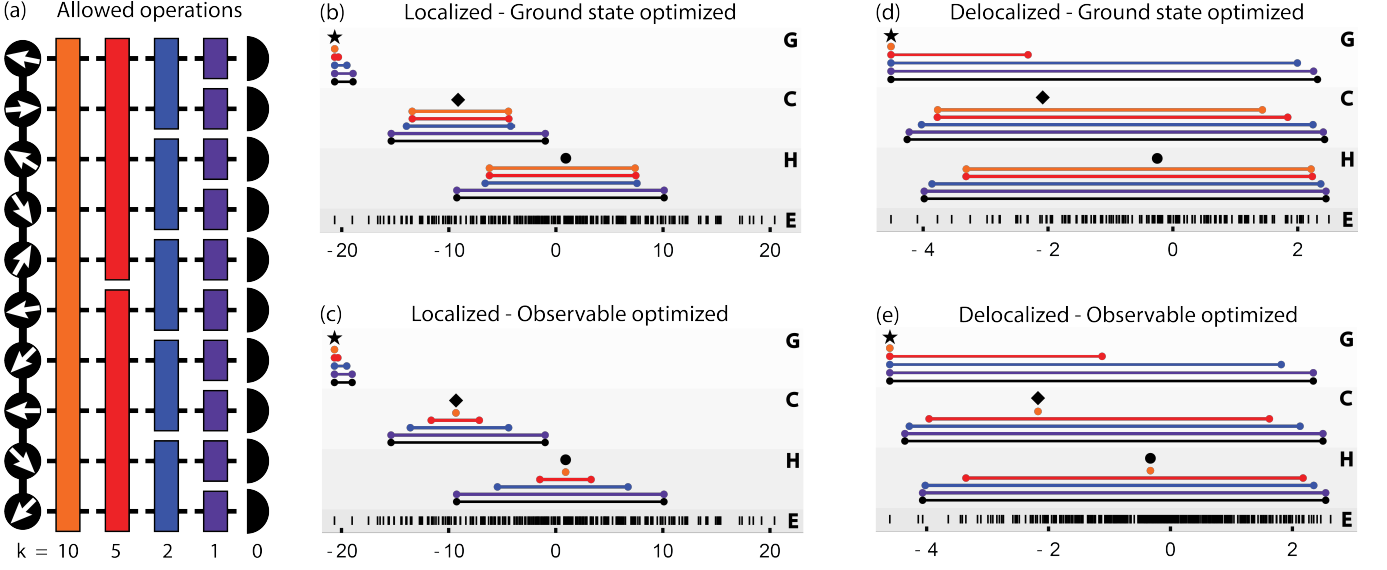 (a) Allowed operations
k = 10 5 2 1 0
(b) Localized - Ground state optimized
G
C
H
E
- 20 - 10 0 10 20
(c) Localized - Observable optimized
G
C
H
E
- 20 - 10 0 10 20
(d) Delocalized - Ground state optimized
G
C
H
E
- 4 - 2 0 2
(e) Delocalized - Observable optimized
G
C
H
E
- 4 - 2 0 2